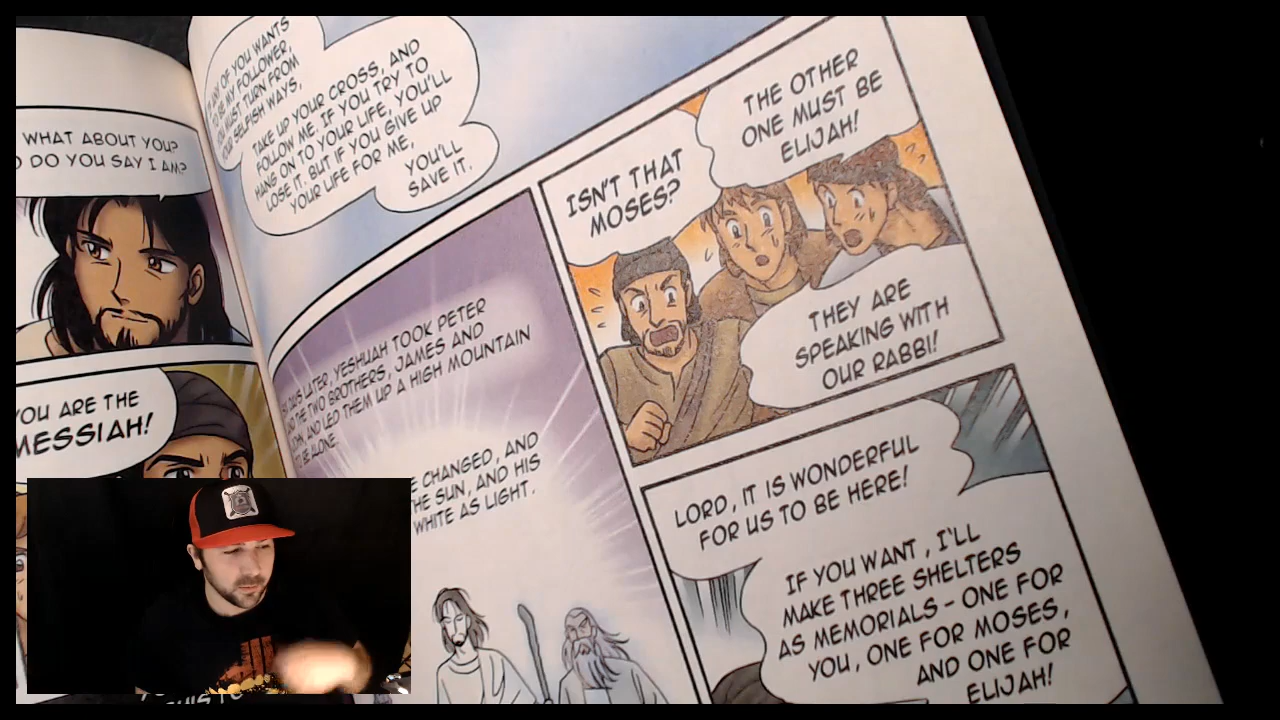 WHAT ABOUT YOU?
DO YOU SAY I AM?
YOU ARE THE
MESSIAH!
OF YOU WANTS
MY FOLLOWER,
MUST TURN FROM
SELFISH WAYS,
TAKE UP YOUR CROSS, AND
FOLLOW ME. IF YOU TRY TO
HANG ON TO YOUR LIFE, YOU'LL
LOSE IT. BUT IF YOU GIVE UP
YOUR LIFE FOR ME,
YOU'LL
SAVE IT.
DAYS LATER, YESHUAH TOOK PETER
AND THE TWO BROTHERS, JAMES AND
JOHN, AND LED THEM UP A HIGH MOUNTAIN
TO BE ALONE.
CHANGED, AND
THE SUN, AND HIS
WHITE AS LIGHT.
ISN'T THAT
MOSES?
THE OTHER
ONE MUST BE
ELIJAH!
THEY ARE
SPEAKING WITH
OUR RABBI!
LORD, IT IS WONDERFUL
FOR US TO BE HERE!
IF YOU WANT, I'LL
MAKE THREE SHELTERS
AS MEMORIALS - ONE FOR
YOU, ONE FOR MOSES,
AND ONE FOR
ELIJAH!